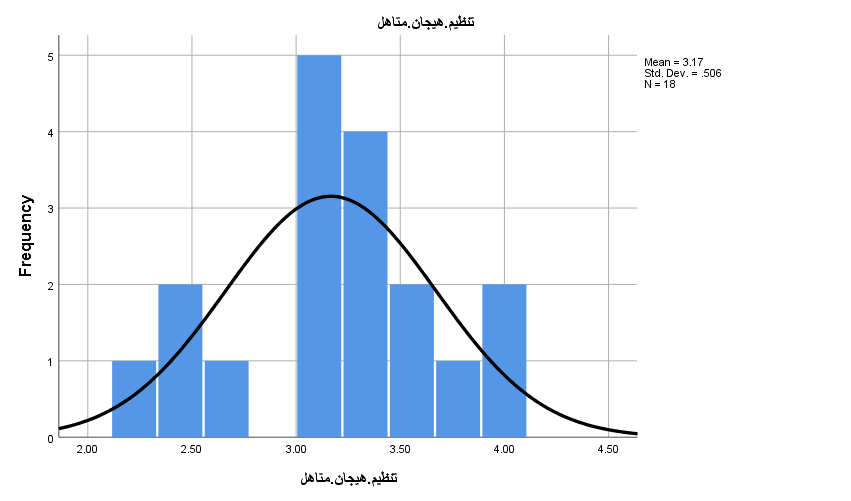 تنظیم.هیجان.متاهل
Mean = 3.17
Std. Dev. = .506
N = 18
Frequency
5
4
3
2
1
0
2.00 2.50 3.00 3.50 4.00 4.50
تنظیم.هیجان.متاهل